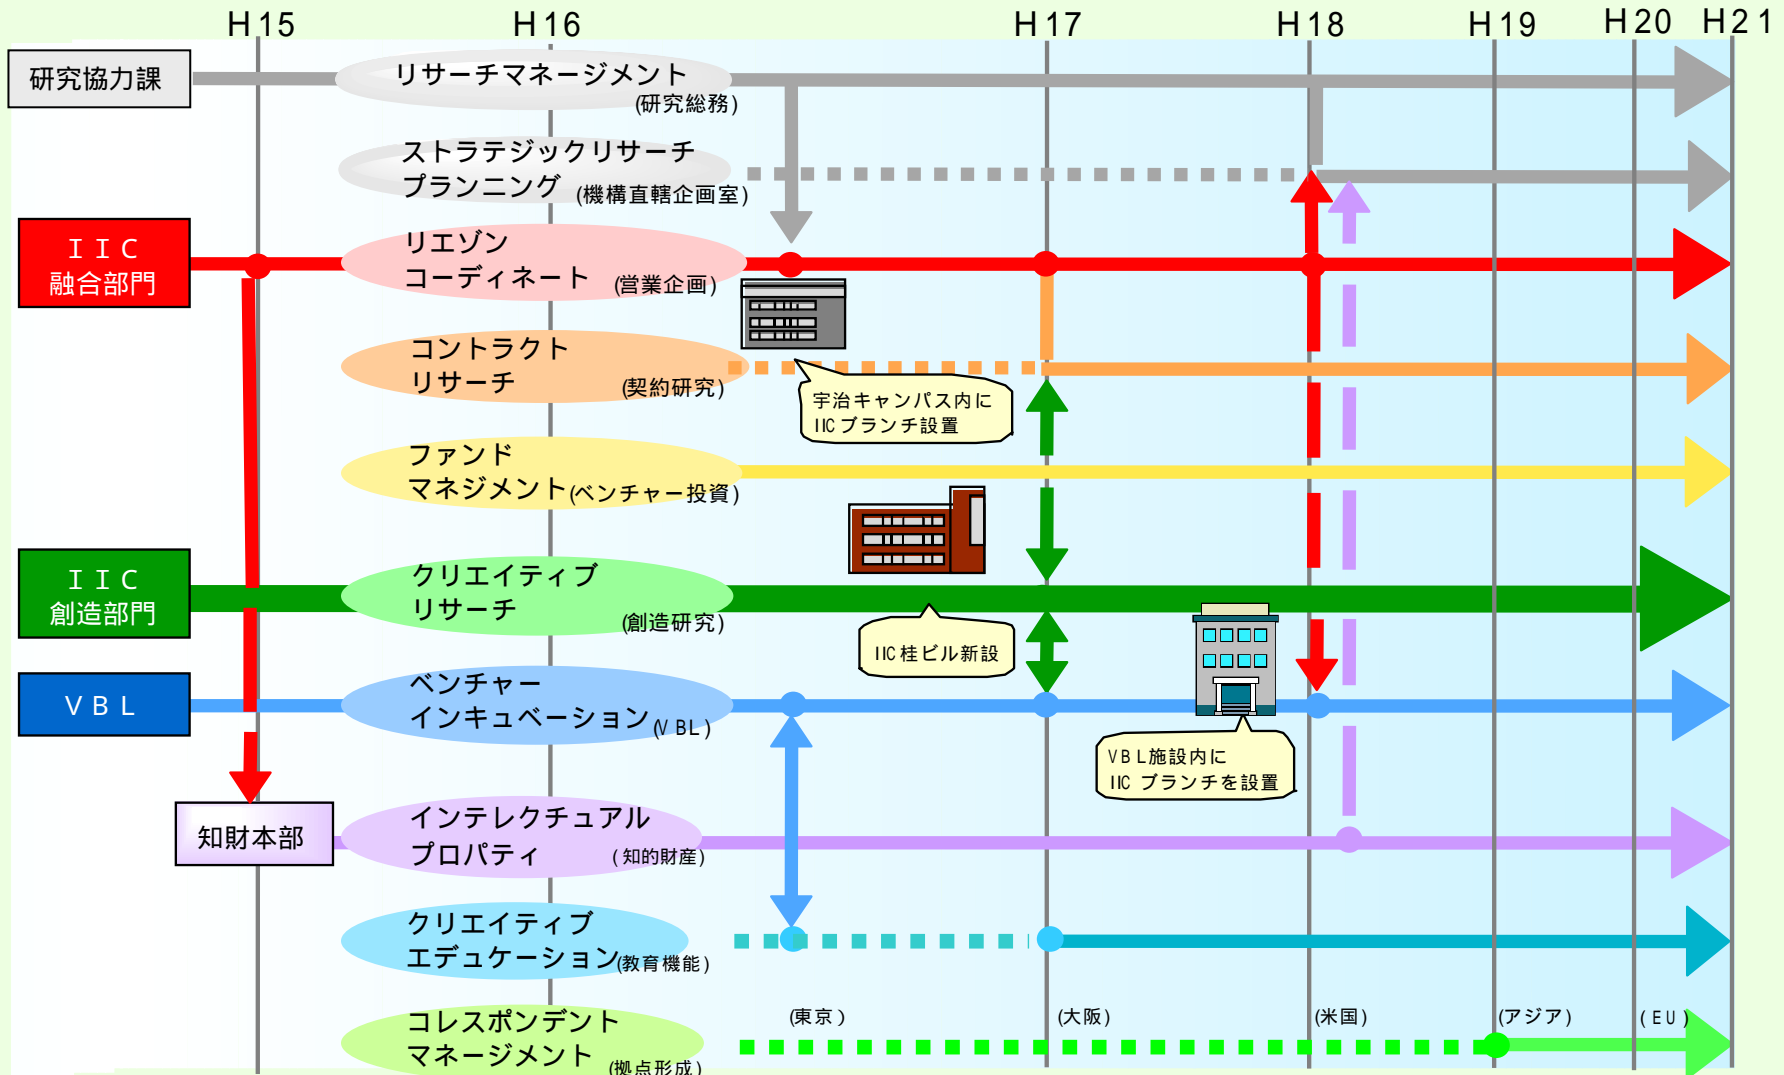 H15 H16 H17 H18 H19 H20 H21
研究協力課
リサーチマネージメント
(研究総務)
ストラテジックリサーチ
プランニング (機構直轄企画室)
ＩＩＣ
融合部門
リエゾン
コーディネート (営業企画)
コントラクト
リサーチ (契約研究)
宇治キャンパス内に
IICブランチ設置
ファンド
マネジメント(ベンチャー投資)
ＩＩＣ
創造部門
クリエイティブ
リサーチ (創造研究)
IIC桂ビル新設
ＶＢＬ
ベンチャー
インキュベーション(VBL)
VBL施設内に
IIC ブランチを設置
知財本部
インテレクチュアル
プロパティ (知的財産)
クリエイティブ
エデュケーション(教育機能)
コレスポンデント
マネージメント (拠点形成)
(東京) (大阪) (米国) (アジア) (EU)